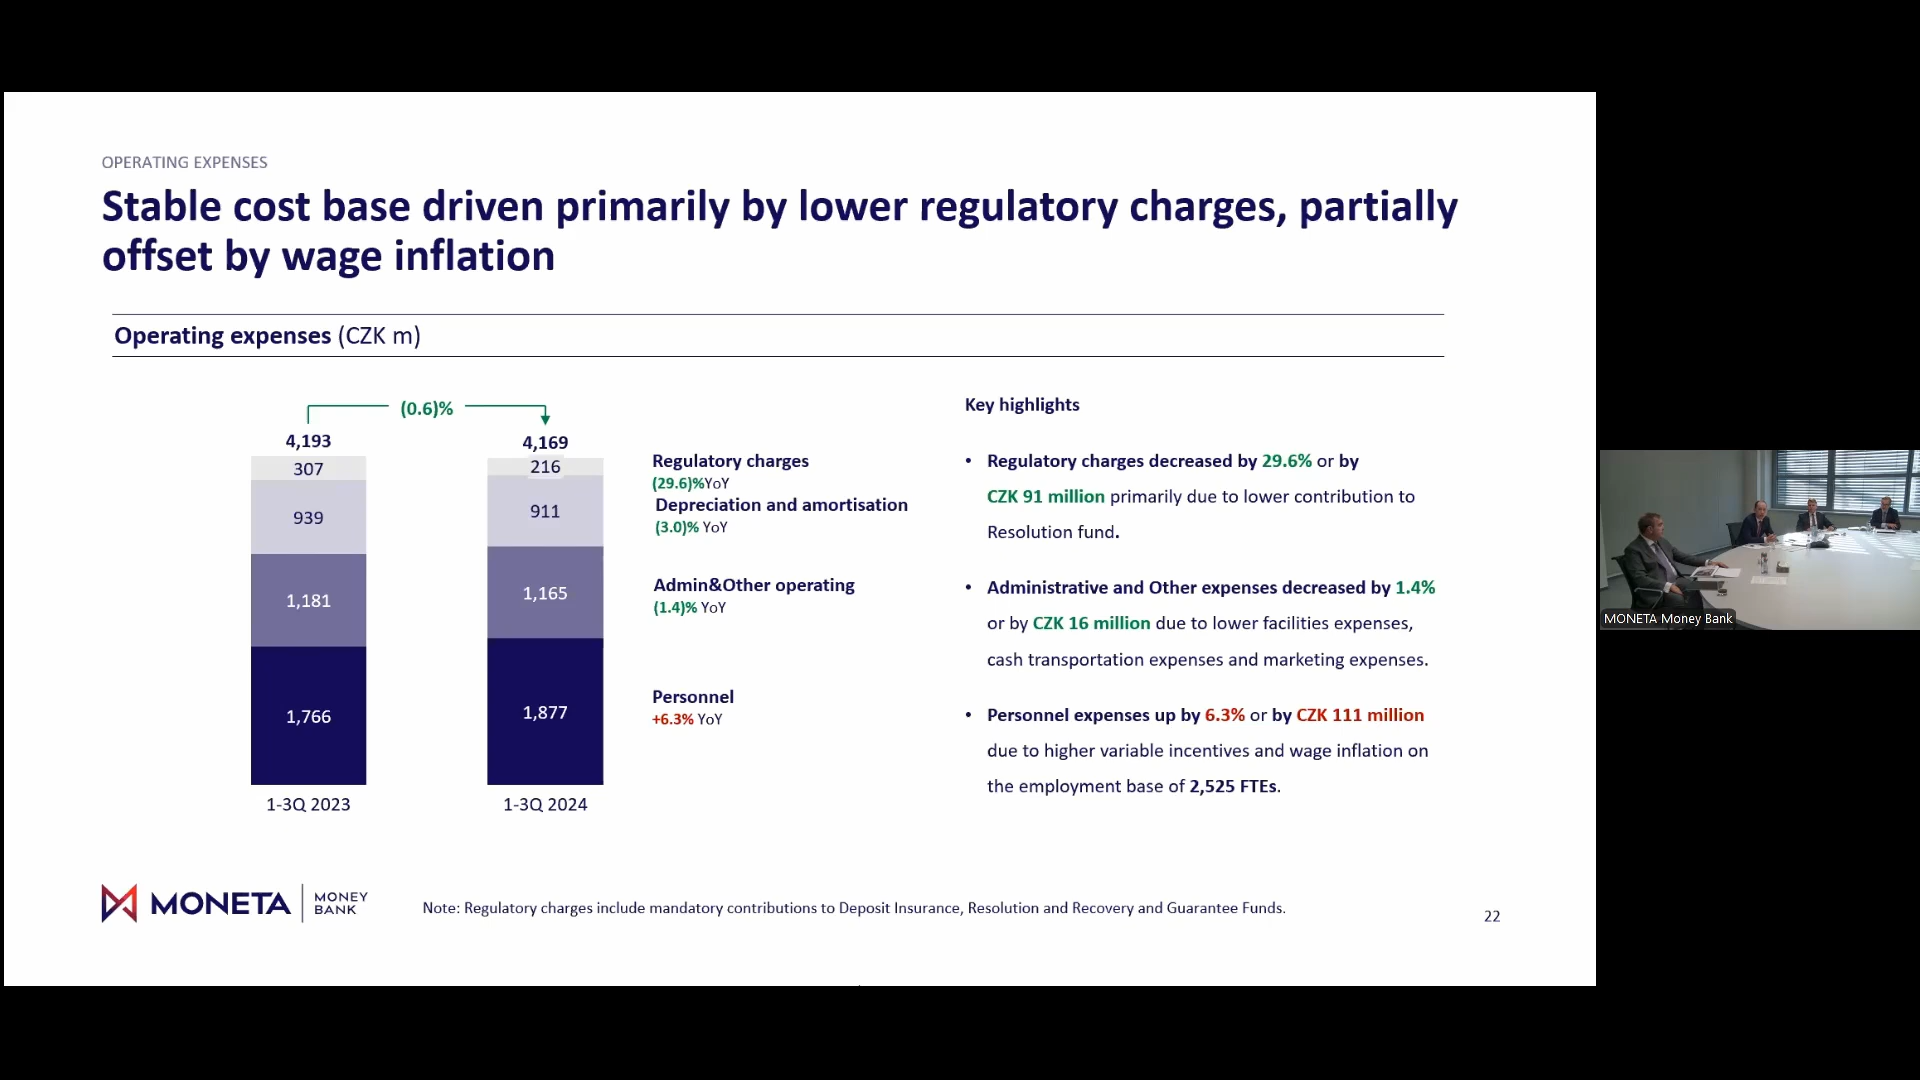 OPERATING EXPENSES
Stable cost base driven primarily by lower regulatory charges, partially
offset by wage inflation
Operating expenses (CZK m)
(0.6)%
4,193
4,169
307
216
939
911
1,181
1,165
1,766
1,877
1-3Q 2023
1-3Q 2024
Regulatory charges
(29.6)%YoY
Depreciation and amortisation
(3.0)% YoY
Admin&Other operating
(1.4)% YoY
Personnel
+6.3% YoY
Key highlights
• Regulatory charges decreased by 29.6% or by
CZK 91 million primarily due to lower contribution to
Resolution fund.
• Administrative and Other expenses decreased by 1.4%
or by CZK 16 million due to lower facilities expenses,
cash transportation expenses and marketing expenses.
• Personnel expenses up by 6.3% or by CZK 111 million
due to higher variable incentives and wage inflation on
the employment base of 2,525 FTEs.
MONETA MONEY
BANK
Note: Regulatory charges include mandatory contributions to Deposit Insurance, Resolution and Recovery and Guarantee Funds.
22
MONETA Money Bank